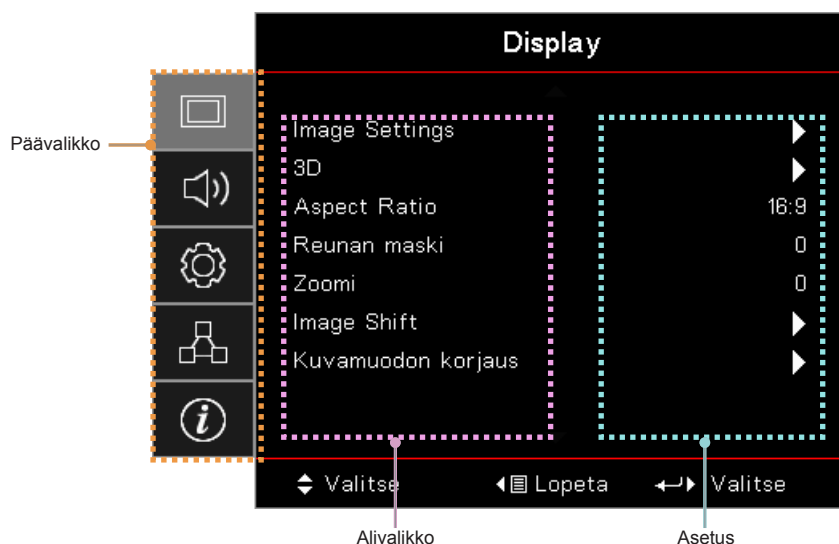 Display
Päävalikko
Image Settings
3D
Aspect Ratio 16:9
Reunan maski 0
Zoomi 0
Image Shift
Kuvamuodon korjaus
Valitse Lopeta Valitse
Alivalikko Asetus